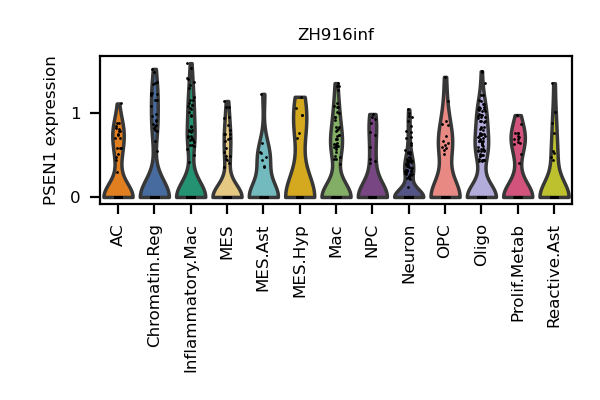 ZH916inf
PSEN1 expression
1
0
AC
Chromatin.Reg
Inflammatory.Mac
MES
MES.Ast
MES.Hyp
Mac
NPC
Neuron
OPC
Oligo
Prolif.Metab
Reactive.Ast